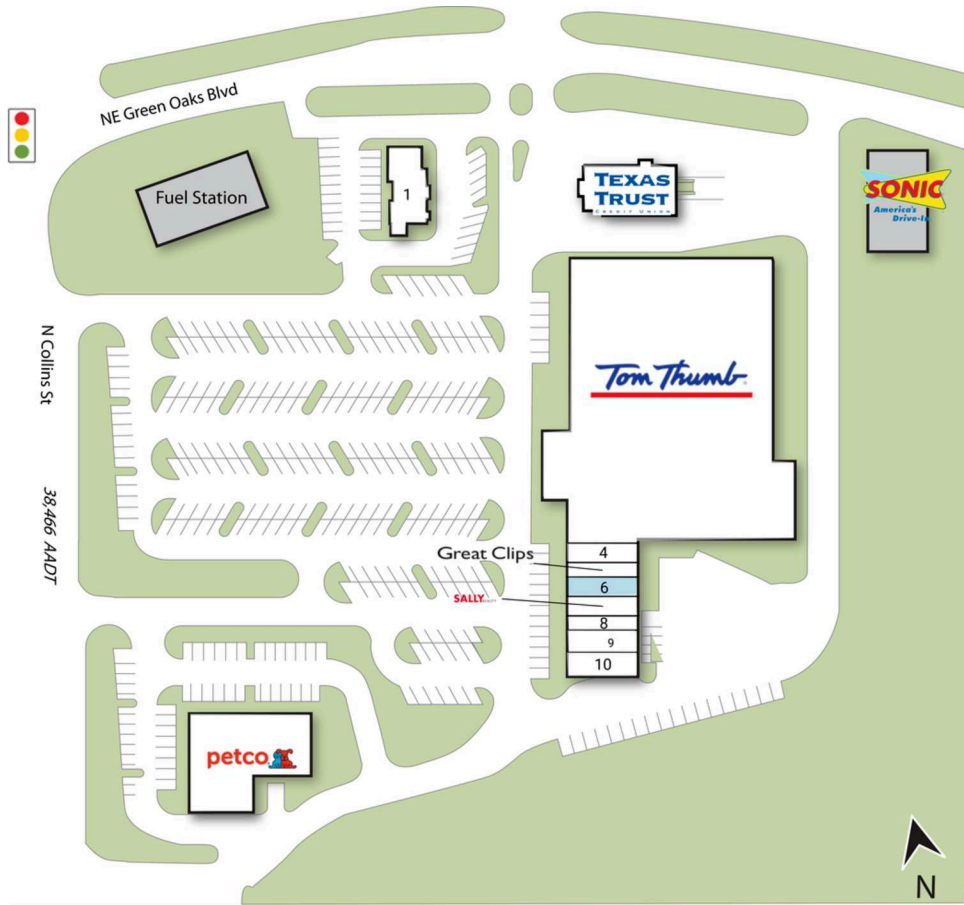 NE Green Oaks Blvd
Fuel Station
1
TEXAS
TRUST
CREDIT UNION
SONIC
America's
Drive-In
N Collins St
Tom Thumb
38,466 AADT
4
Great Clips
6
SALLY BEAUTY
8
9
10
petco
N